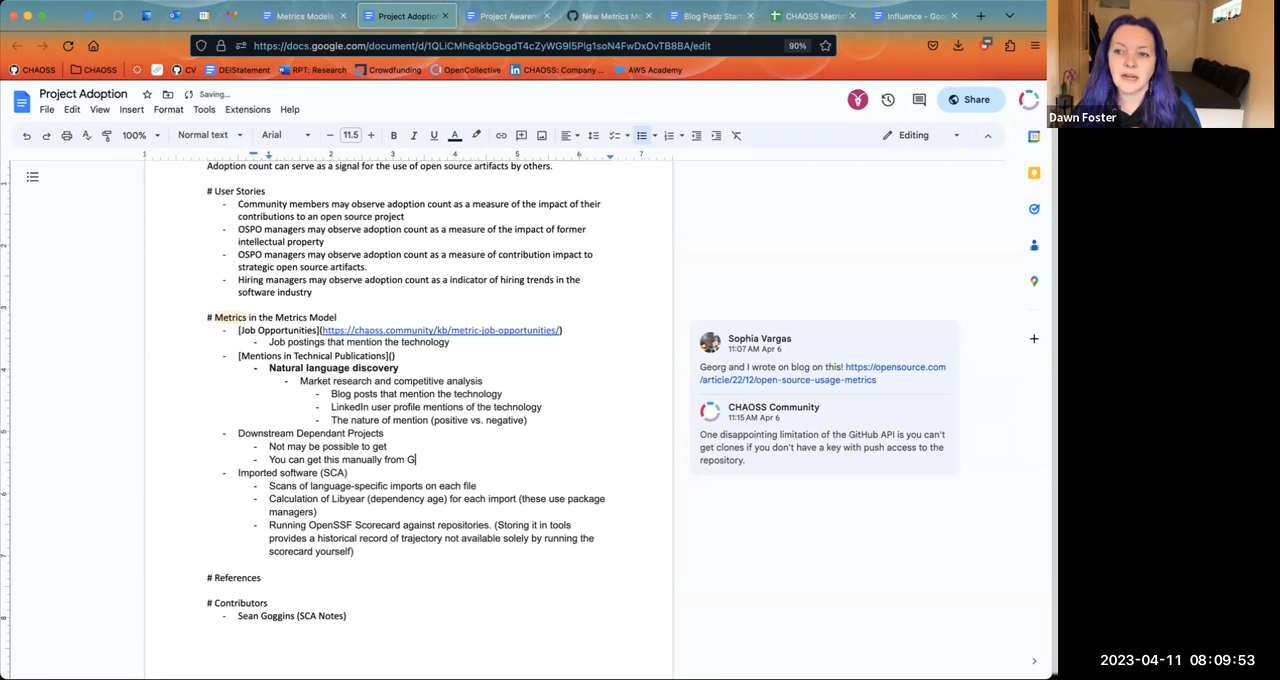 Metrics Models
Project Adoption
Project Awaren
New Metrics Mo
Blog Post: Start
CHAOSS Metric
Influence - Goo
https://docs.google.com/document/d/1QLiCMh6qkbGbgdT4cZyWG9l5Plg1soN4FwDxOvTB8BA/edit
90%
CHAOSS
CHAOSS
CV
DEIStatement
RPT: Research
Crowdfunding
OpenCollective
CHAOSS: Company ...
AWS Academy
Project Adoption
Saving...
File Edit View Insert Format Tools Extensions Help
Share
100%
Normal text
Arial
11.5
B I U A
Editing
1 1 2 3 4 5 6 7
Adoption count can serve as a signal for the use of open source artifacts by others.
# User Stories
- Community members may observe adoption count as a measure of the impact of their
contributions to an open source project
- OSPO managers may observe adoption count as a measure of the impact of former
intellectual property
- OSPO managers may observe adoption count as a measure of contribution impact to
strategic open source artifacts.
- Hiring managers may observe adoption count as a indicator of hiring trends in the
software industry
# Metrics in the Metrics Model
- [Job Opportunities](https://chaoss.community/kb/metric-job-opportunities/)
- Job postings that mention the technology
- [Mentions in Technical Publications]()
- Natural language discovery
- Market research and competitive analysis
- Blog posts that mention the technology
- LinkedIn user profile mentions of the technology
- The nature of mention (positive vs. negative)
- Downstream Dependant Projects
- Not may be possible to get
- You can get this manually from G
- Imported software (SCA)
- Scans of language-specific imports on each file
- Calculation of Libyear (dependency age) for each import (these use package
managers)
- Running OpenSSF Scorecard against repositories. (Storing it in tools
provides a historical record of trajectory not available solely by running the
scorecard yourself)
# References
# Contributors
- Sean Goggins (SCA Notes)
Sophia Vargas
11:07 AM Apr 6
Georg and I wrote on blog on this! https://opensource.com
/article/22/12/open-source-usage-metrics
CHAOSS Community
11:15 AM Apr 6
One disappointing limitation of the GitHub API is you can't
get clones if you don't have a key with push access to the
repository.
Dawn Foster
2023-04-11 08:09:53